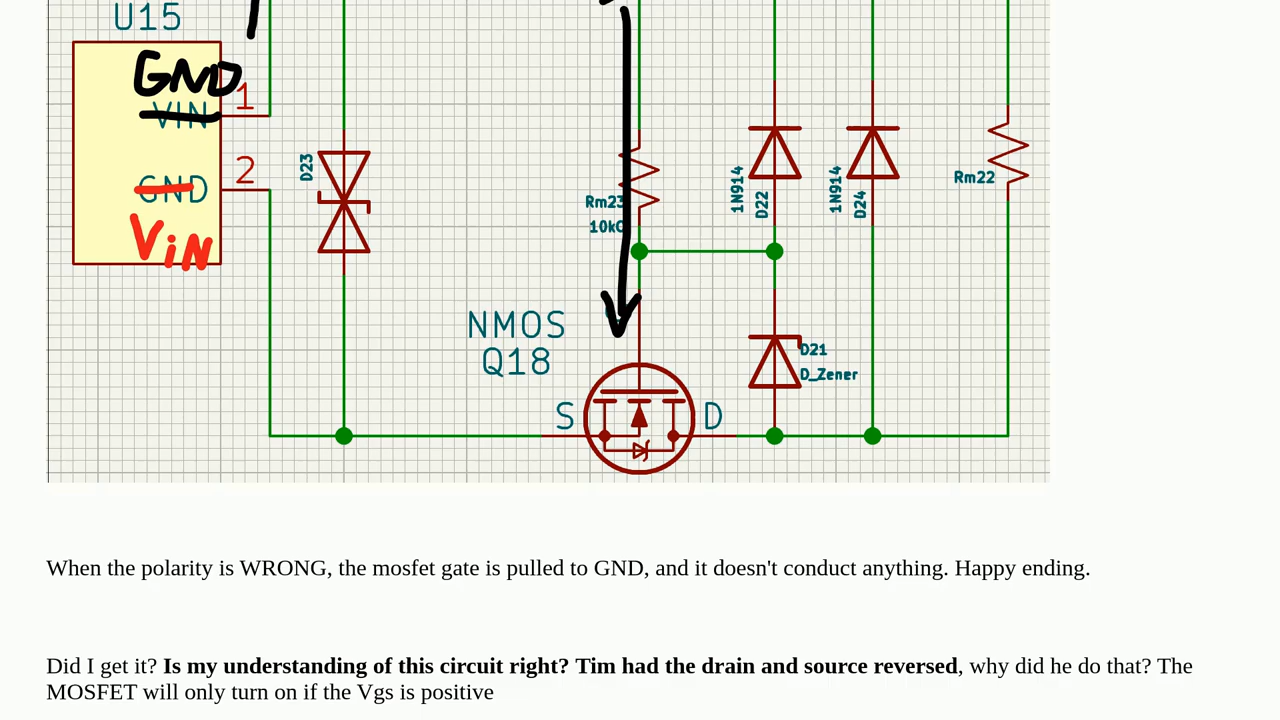 U15
GND
VIN
1
GND
2
ViN
D23
Rm23
10k
1N914
D22
1N914
D24
Rm22
NMOS
Q18
S
D
D21
D_Zener
When the polarity is WRONG, the mosfet gate is pulled to GND, and it doesn't conduct anything. Happy ending.
Did I get it? Is my understanding of this circuit right? Tim had the drain and source reversed, why did he do that? The
MOSFET will only turn on if the Vgs is positive